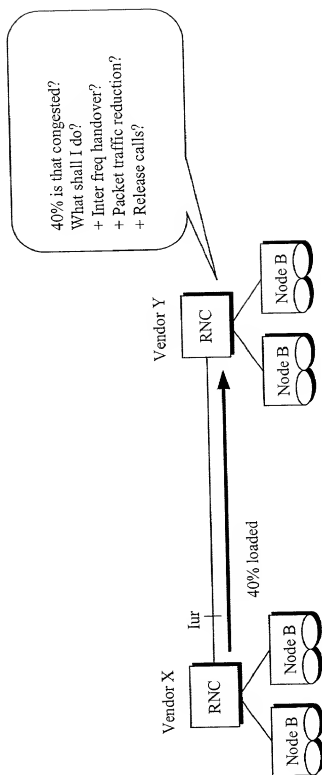 40% is that congested?
What shall I do?
+ Inter freq handover?
+ Packet traffic reduction?
+ Release calls?
Vendor X
Vendor Y
RNC
Iur
RNC
40% loaded
Node B
Node B
Node B
Node B